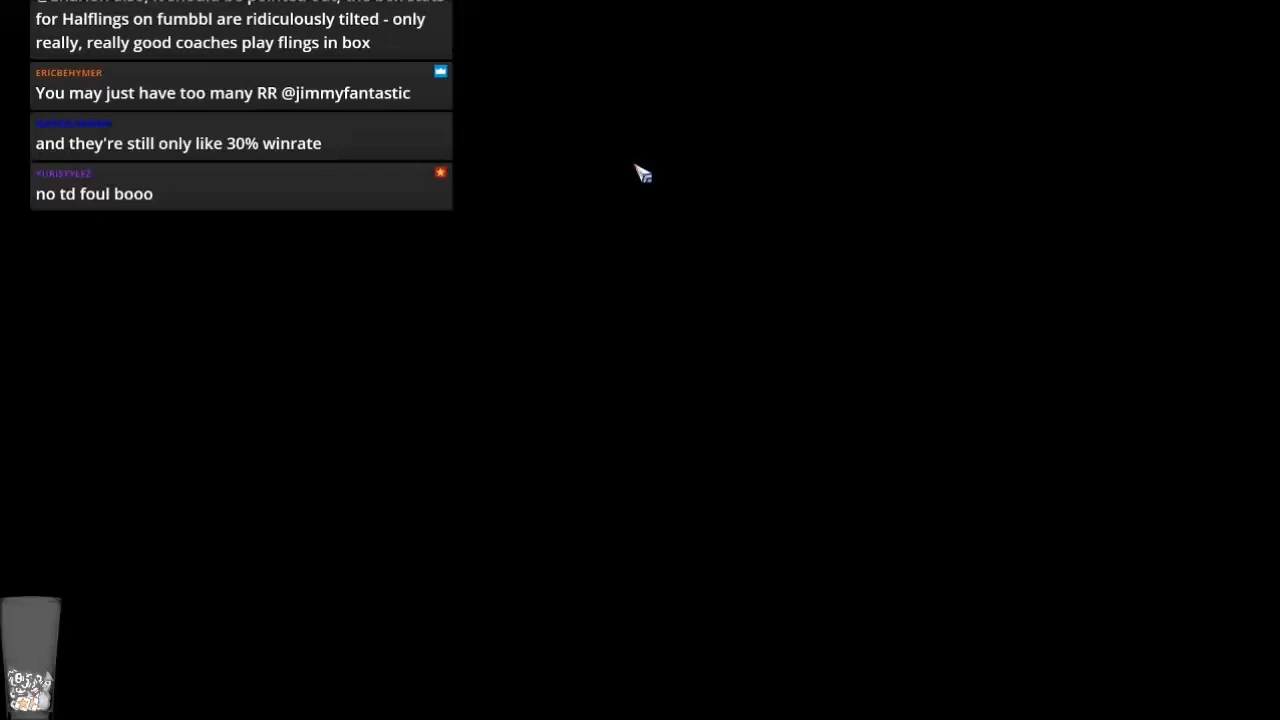 for Halflings on fumbbl are ridiculously tilted - only
really, really good coaches play flings in box
ERICBEHYMER
You may just have too many RR @jimmyfantastic
and they're still only like 30% winrate
YURISTYLEZ
no td foul booo